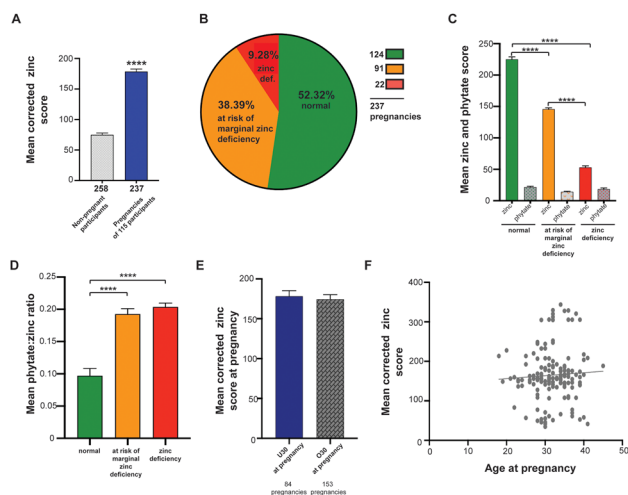 A
Mean corrected zinc
score
250
200
150
100
50
0
****
258
237
Non-pregnant
participants
Pregnancies
of 115 participants
B
9.28%
zinc
def.
38.39%
at risk of
marginal zinc
deficiency
52.32%
normal
124
91
22
237
pregnancies
C
Mean zinc and phytate score
250
200
150
100
50
0
****
****
****
zinc
phytate
zinc
phytate
zinc
phytate
normal
at risk of
marginal
zinc
deficiency
zinc
deficiency
D
Mean phytate:zinc ratio
0.25
0.20
0.15
0.10
0.05
0
****
****
normal
at risk of
marginal
zinc
deficiency
zinc
deficiency
E
Mean corrected zinc
score at pregnancy
200
150
100
50
0
U30
at pregnancy
O30
at pregnancy
84
pregnancies
153
pregnancies
F
Mean corrected zinc
score
400
300
200
100
0
0
10
20
30
40
50
Age at pregnancy